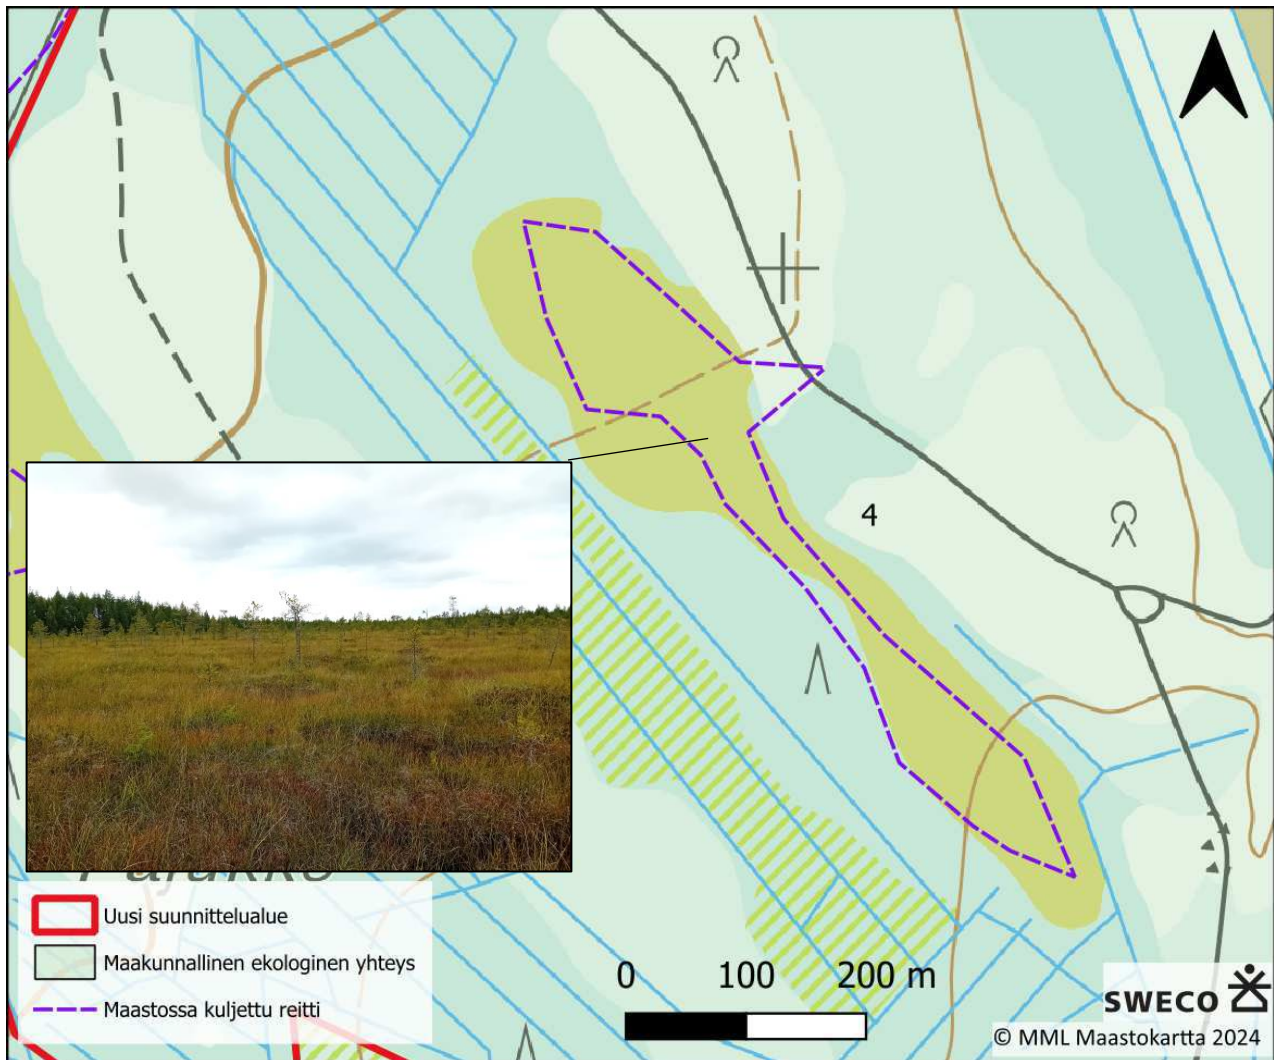 4
Uusi suunnittelualue
Maakunnallinen ekologinen yhteys
Maastossa kuljettu reitti
0 100 200 m
SWECO
© MML Maastokartta 2024